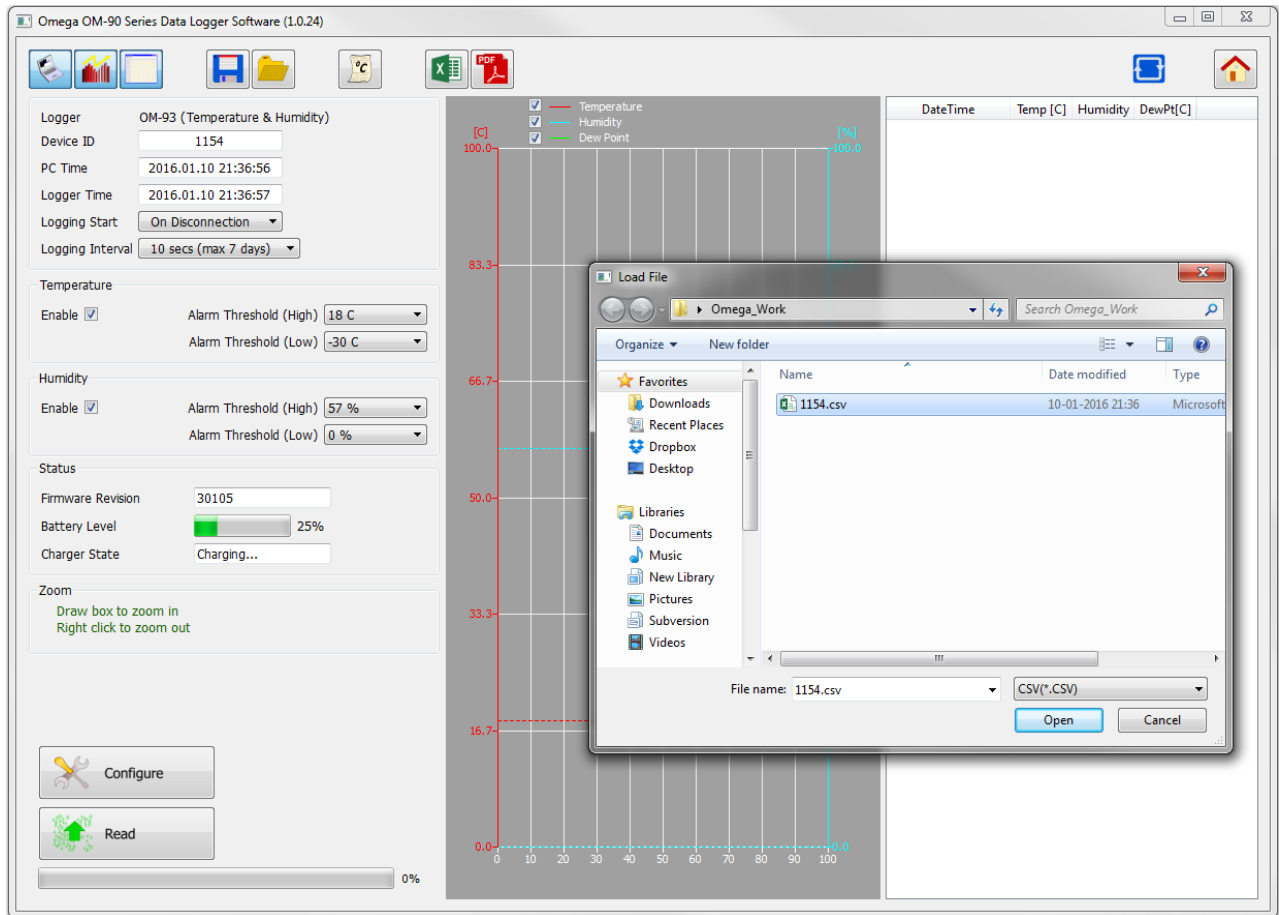 Omega OM-90 Series Data Logger Software (1.0.24)
°C
PDF
Logger OM-93 (Temperature & Humidity)
Device ID 1154
PC Time 2016.01.10 21:36:56
Logger Time 2016.01.10 21:36:57
Logging Start On Disconnection
Logging Interval 10 secs (max 7 days)
Temperature
Enable Alarm Threshold (High) 18 C
Alarm Threshold (Low) -30 C
Humidity
Enable Alarm Threshold (High) 57 %
Alarm Threshold (Low) 0 %
Status
Firmware Revision 30105
Battery Level 25%
Charger State Charging...
Zoom
Draw box to zoom in
Right click to zoom out
Configure
Read
0%
Temperature
Humidity
Dew Point
[C] [%]
100.0 100.0
83.3
66.7
50.0
33.3
16.7
0.0 0.0
0 10 20 30 40 50 60 70 80 90 100
DateTime Temp [C] Humidity DewPt[C]
Load File
Omega_Work Search Omega_Work
Organize New folder
Favorites
Downloads
Recent Places
Dropbox
Desktop
Libraries
Documents
Music
New Library
Pictures
Subversion
Videos
Name Date modified Type
1154.csv 10-01-2016 21:36 Microsoft
File name: 1154.csv CSV(*.CSV)
Open Cancel